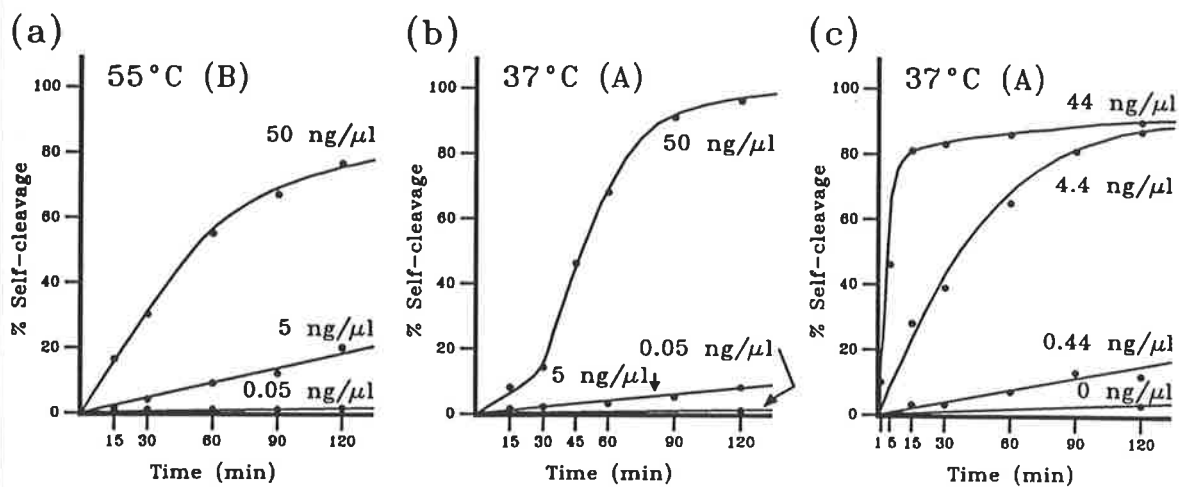 (a)
55°C (B)
% Self-cleavage
100
80
60
40
20
0
50 ng/μl
5 ng/μl
0.05 ng/μl
15 30 60 90 120
Time (min)
(b)
37°C (A)
% Self-cleavage
100
80
60
40
20
0
50 ng/μl
0.05 ng/μl
5 ng/μl
15 30 45 60 90 120
Time (min)
(c)
37°C (A)
% Self-cleavage
100
80
60
40
20
0
44 ng/μl
4.4 ng/μl
0.44 ng/μl
0 ng/μl
1 5 15 30 60 90 120
Time (min)